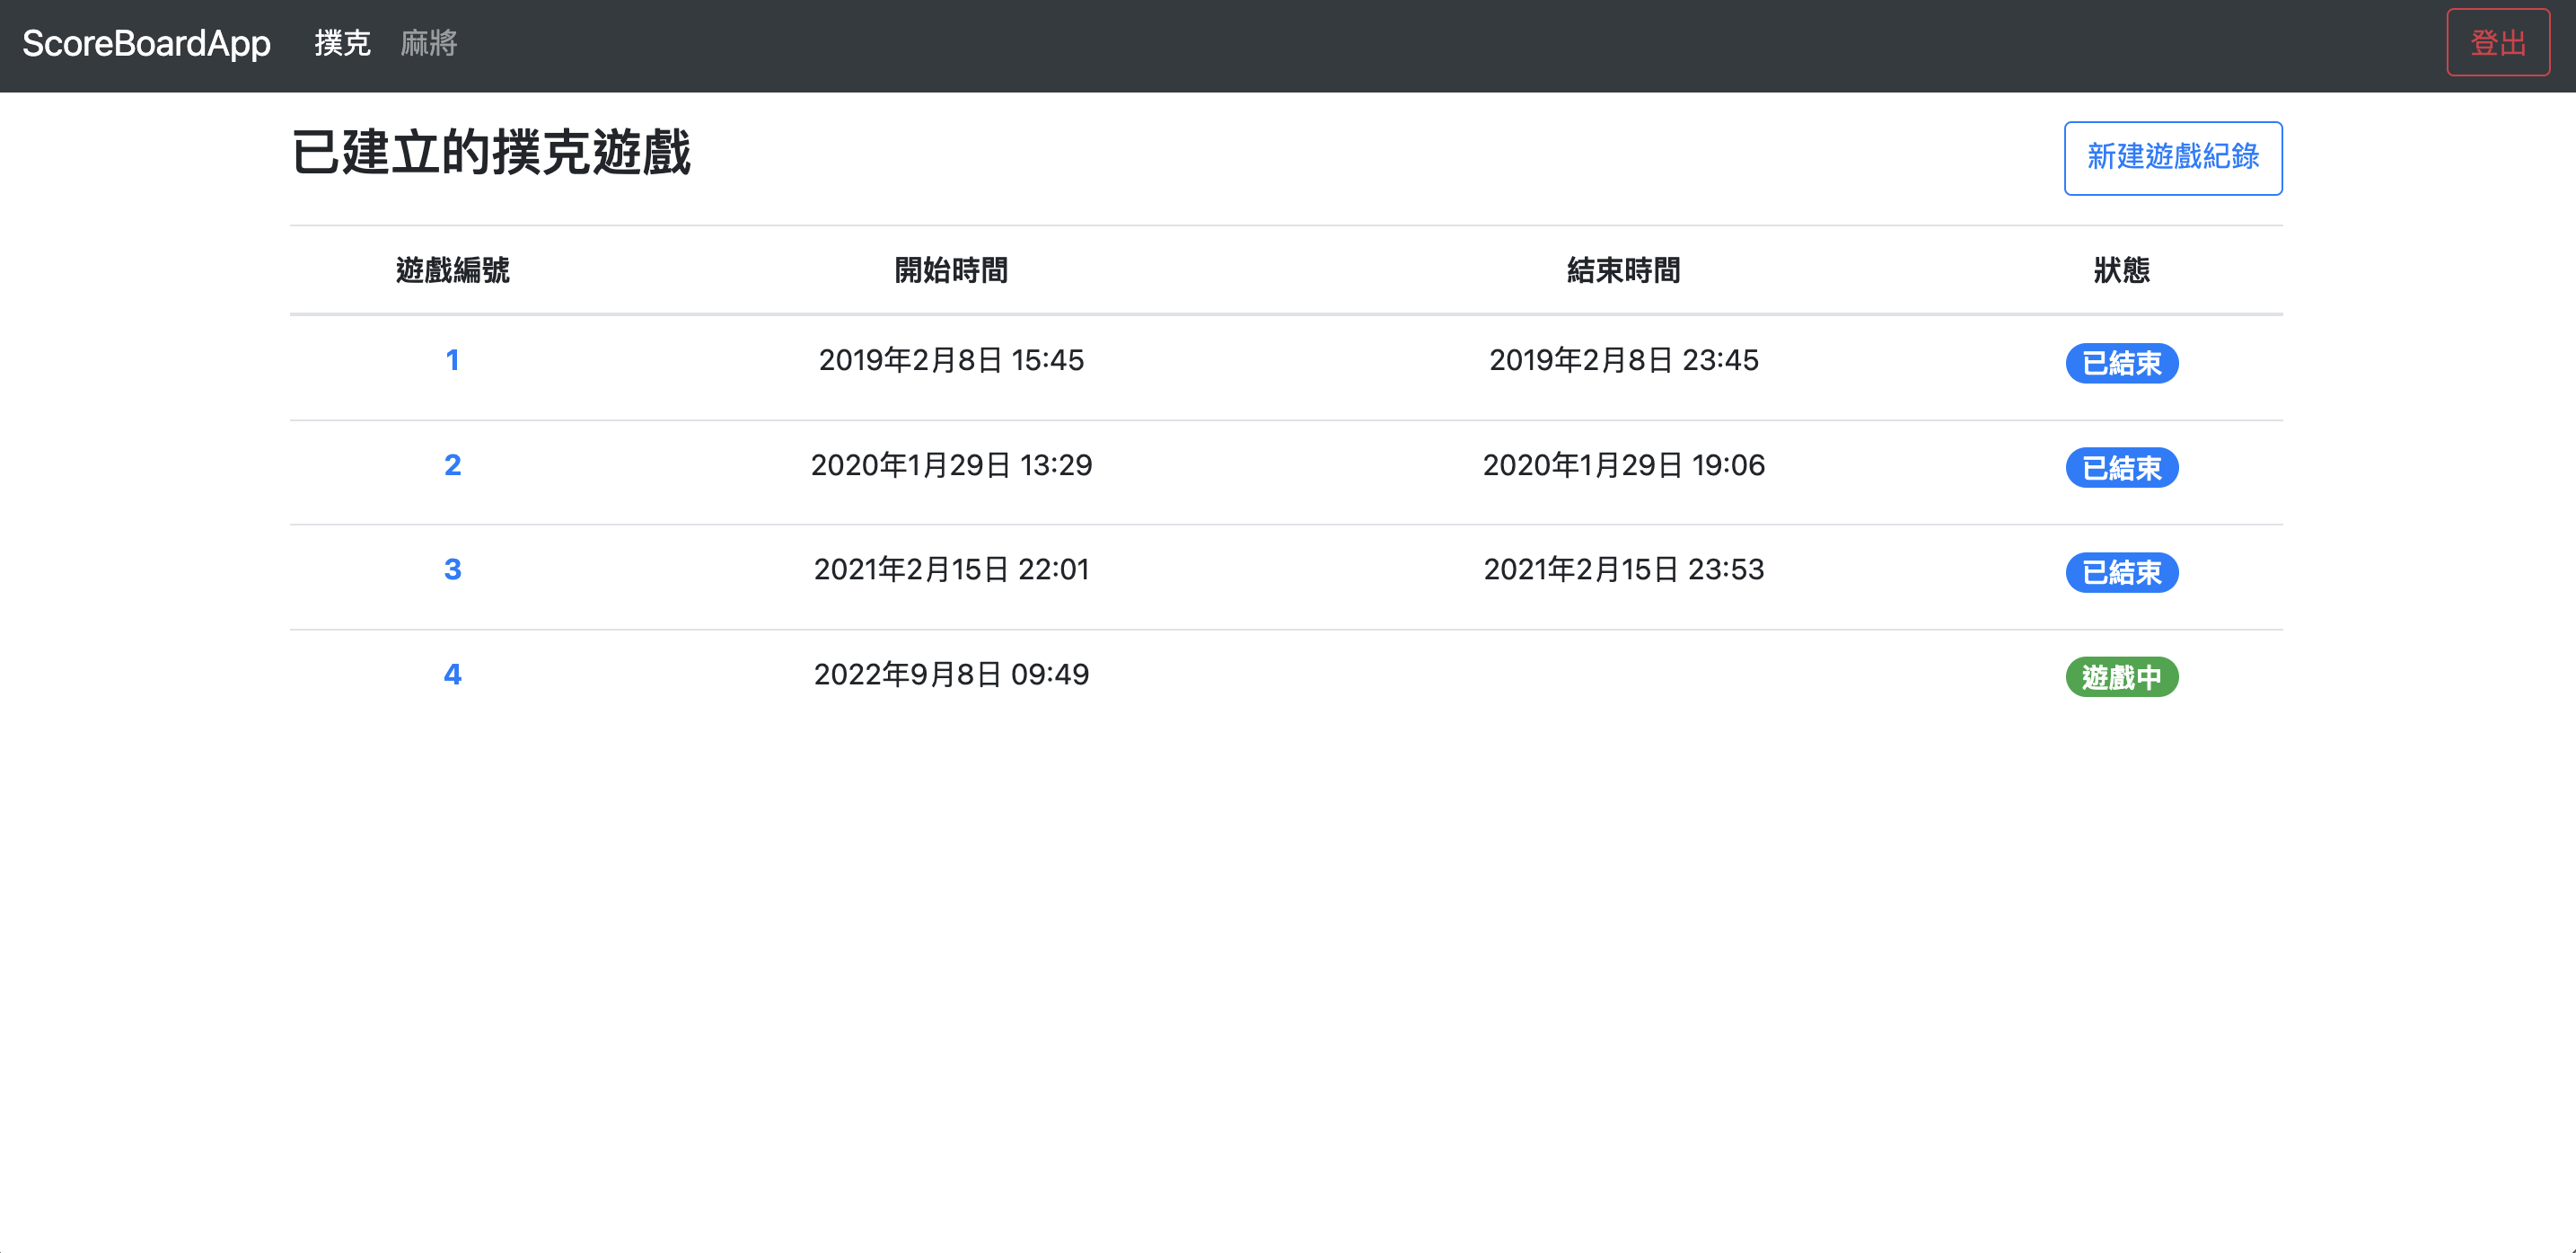 ScoreBoardApp 撲克 麻將 登出
已建立的撲克遊戲 新建遊戲紀錄
遊戲編號 開始時間 結束時間 狀態
1 2019年2月8日 15:45 2019年2月8日 23:45 已結束
2 2020年1月29日 13:29 2020年1月29日 19:06 已結束
3 2021年2月15日 22:01 2021年2月15日 23:53 已結束
4 2022年9月8日 09:49 遊戲中